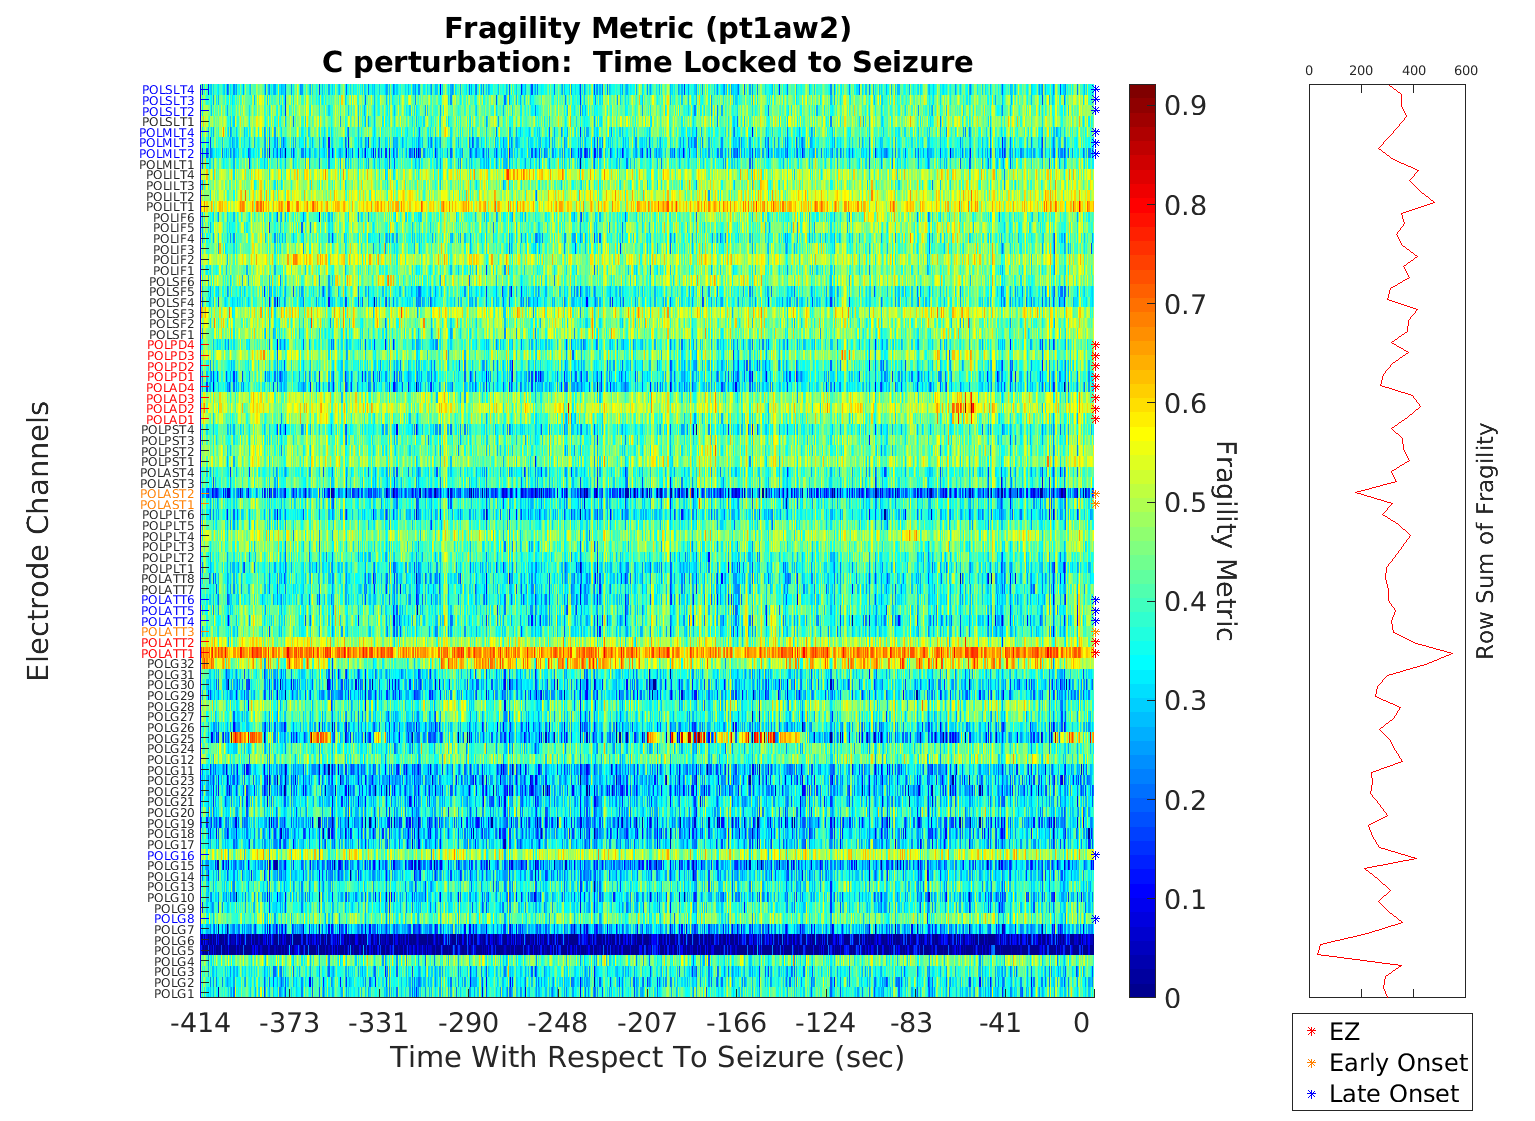 Fragility Metric (pt1aw2)
C perturbation:  Time Locked to Seizure
Electrode Channels
POLSLT4
POLSLT3
POLSLT2
POLSLT1
POLMLT4
POLMLT3
POLMLT2
POLMLT1
POLILT4
POLILT3
POLILT2
POLILT1
POLIF6
POLIF5
POLIF4
POLIF3
POLIF2
POLIF1
POLSF6
POLSF5
POLSF4
POLSF3
POLSF2
POLSF1
POLPD4
POLPD3
POLPD2
POLPD1
POLAD4
POLAD3
POLAD2
POLAD1
POLPST4
POLPST3
POLPST2
POLPST1
POLAST4
POLAST3
POLAST2
POLAST1
POLPLT6
POLPLT5
POLPLT4
POLPLT3
POLPLT2
POLPLT1
POLATT8
POLATT7
POLATT6
POLATT5
POLATT4
POLATT3
POLATT2
POLATT1
POLG32
POLG31
POLG30
POLG29
POLG28
POLG27
POLG26
POLG25
POLG24
POLG12
POLG11
POLG23
POLG22
POLG21
POLG20
POLG19
POLG18
POLG17
POLG16
POLG15
POLG14
POLG13
POLG10
POLG9
POLG8
POLG7
POLG6
POLG5
POLG4
POLG3
POLG2
POLG1
-414 -373 -331 -290 -248 -207 -166 -124 -83 -41 0
Time With Respect To Seizure (sec)
0.9
0.8
0.7
0.6
0.5
0.4
0.3
0.2
0.1
0
Fragility Metric
0 200 400 600
Row Sum of Fragility
EZ
Early Onset
Late Onset